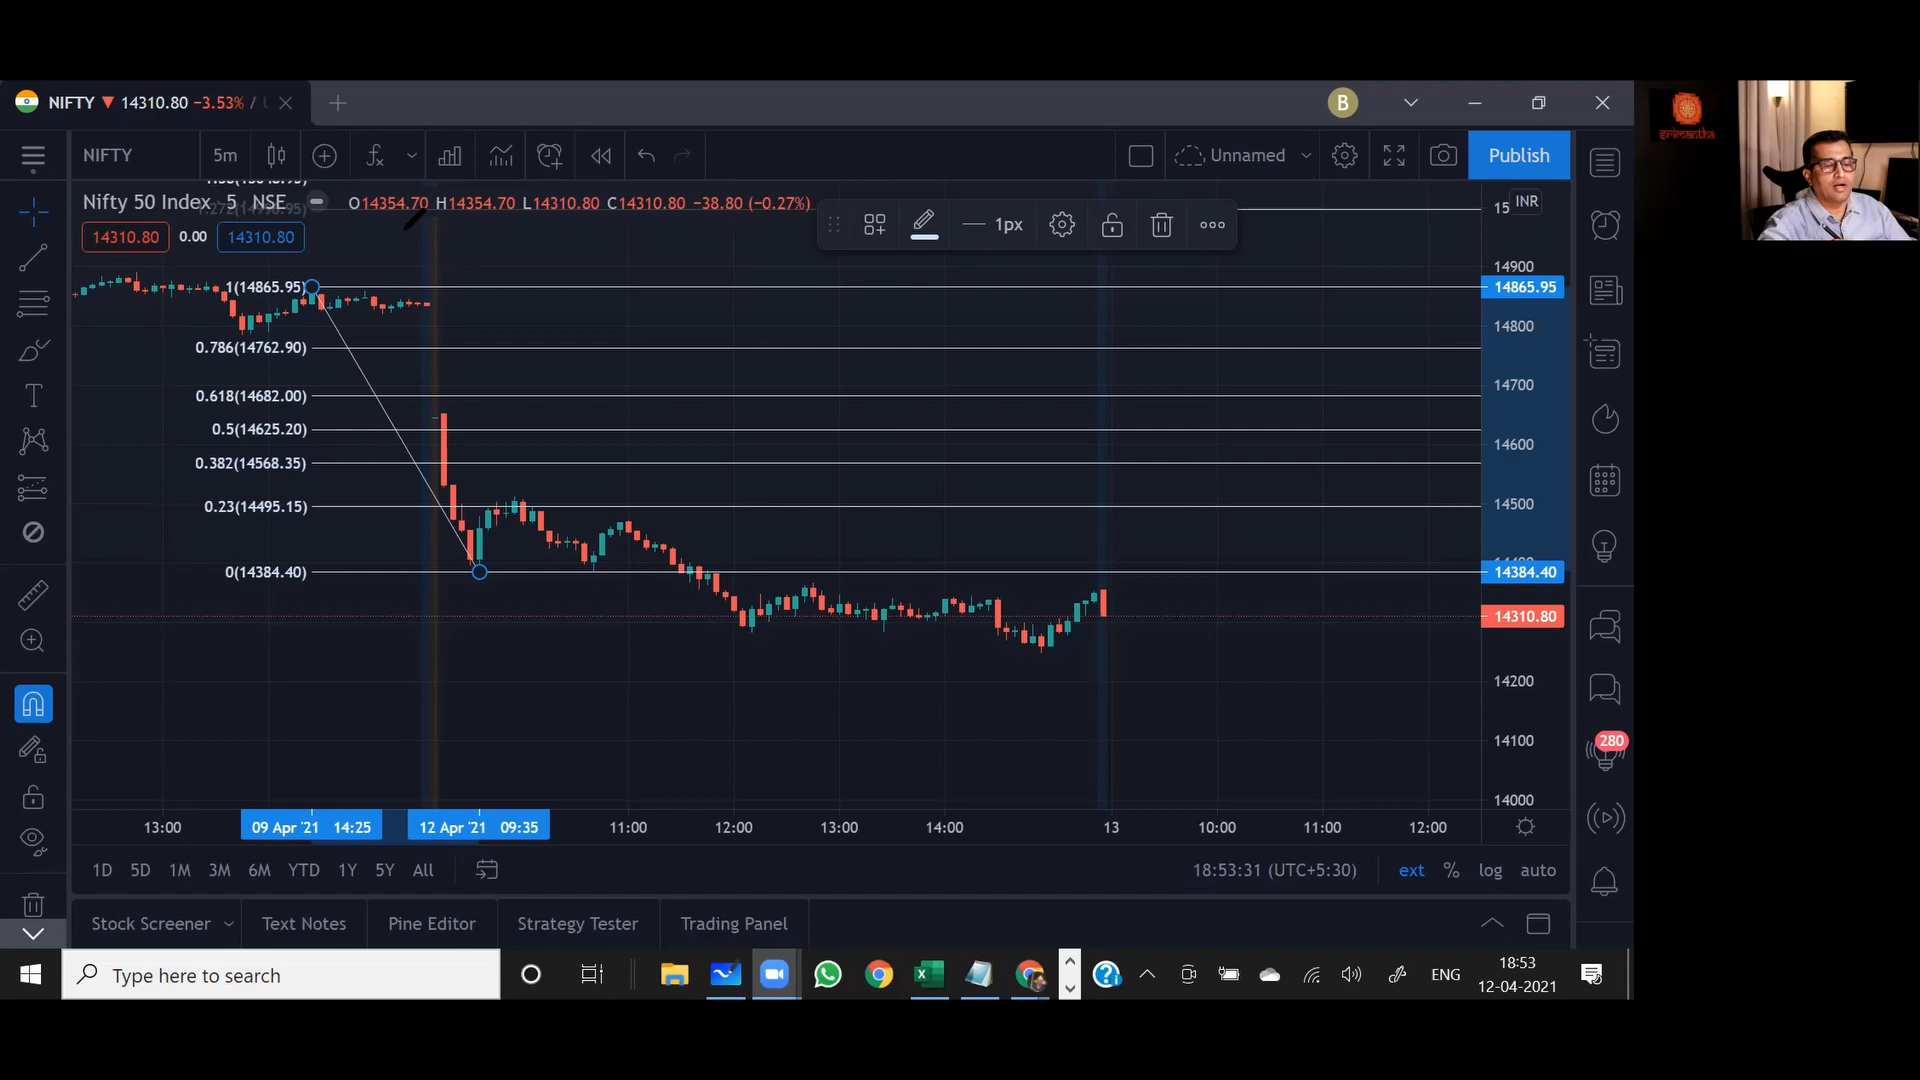 NIFTY ▼ 14310.80 −3.53% /
B
NIFTY 5m Unnamed Publish
srimantha
Nifty 50 Index 5 NSE O14354.70 H14354.70 L14310.80 C14310.80 −38.80 (−0.27%)
15 INR
14310.80 0.00 14310.80
1px
14900
1(14865.95) 14865.95
14800
0.786(14762.90)
14700
0.618(14682.00)
0.5(14625.20)
14600
0.382(14568.35)
14500
0.23(14495.15)
0(14384.40) 14384.40
14310.80
14200
14100
280
14000
13:00 09 Apr '21 14:25 12 Apr '21 09:35 11:00 12:00 13:00 14:00 13 10:00 11:00 12:00
1D 5D 1M 3M 6M YTD 1Y 5Y All 18:53:31 (UTC+5:30) ext % log auto
Stock Screener Text Notes Pine Editor Strategy Tester Trading Panel
Type here to search ENG 18:53
12-04-2021